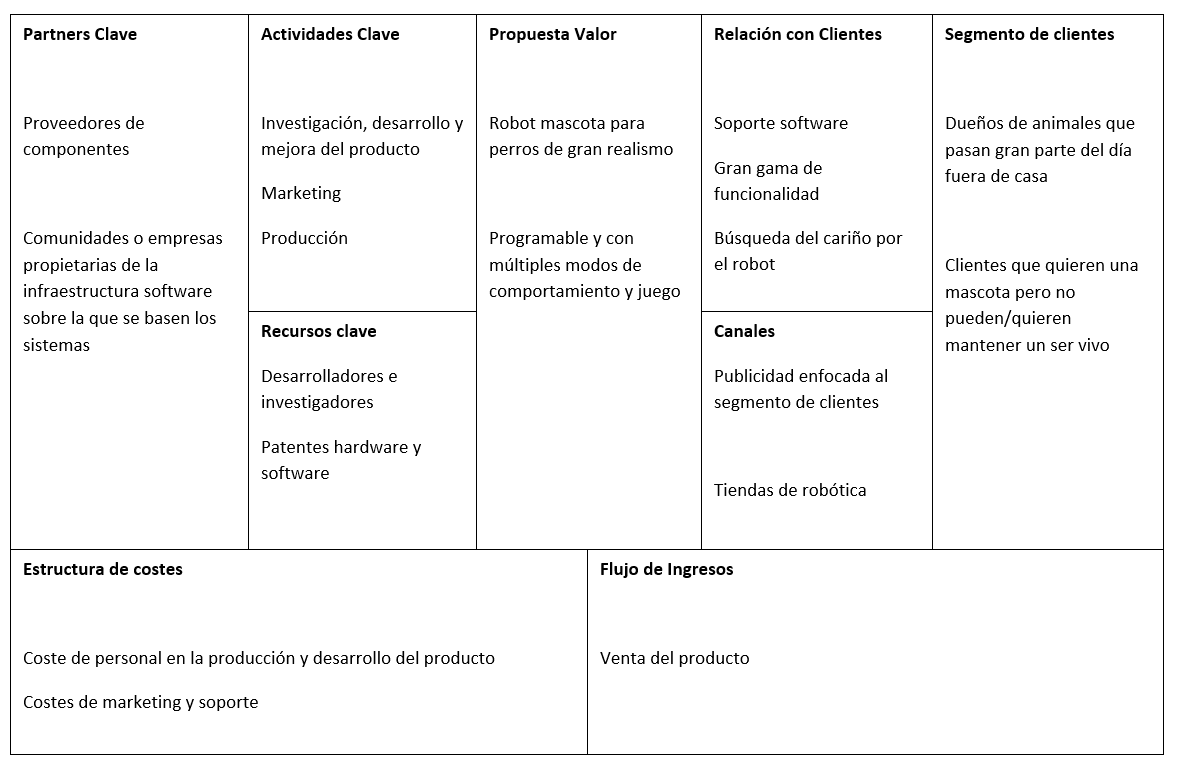 Partners Clave
Proveedores de
componentes
Comunidades o empresas
propietarias de la
infraestructura software
sobre la que se basen los
sistemas
Actividades Clave
Investigación, desarrollo y
mejora del producto
Marketing
Producción
Recursos clave
Desarrolladores e
investigadores
Patentes hardware y
software
Propuesta Valor
Robot mascota para
perros de gran realismo
Programable y con
múltiples modos de
comportamiento y juego
Relación con Clientes
Soporte software
Gran gama de
funcionalidad
Búsqueda del cariño por
el robot
Canales
Publicidad enfocada al
segmento de clientes
Tiendas de robótica
Segmento de clientes
Dueños de animales que
pasan gran parte del día
fuera de casa
Clientes que quieren una
mascota pero no
pueden/quieren
mantener un ser vivo
Estructura de costes
Coste de personal en la producción y desarrollo del producto
Costes de marketing y soporte
Flujo de Ingresos
Venta del producto